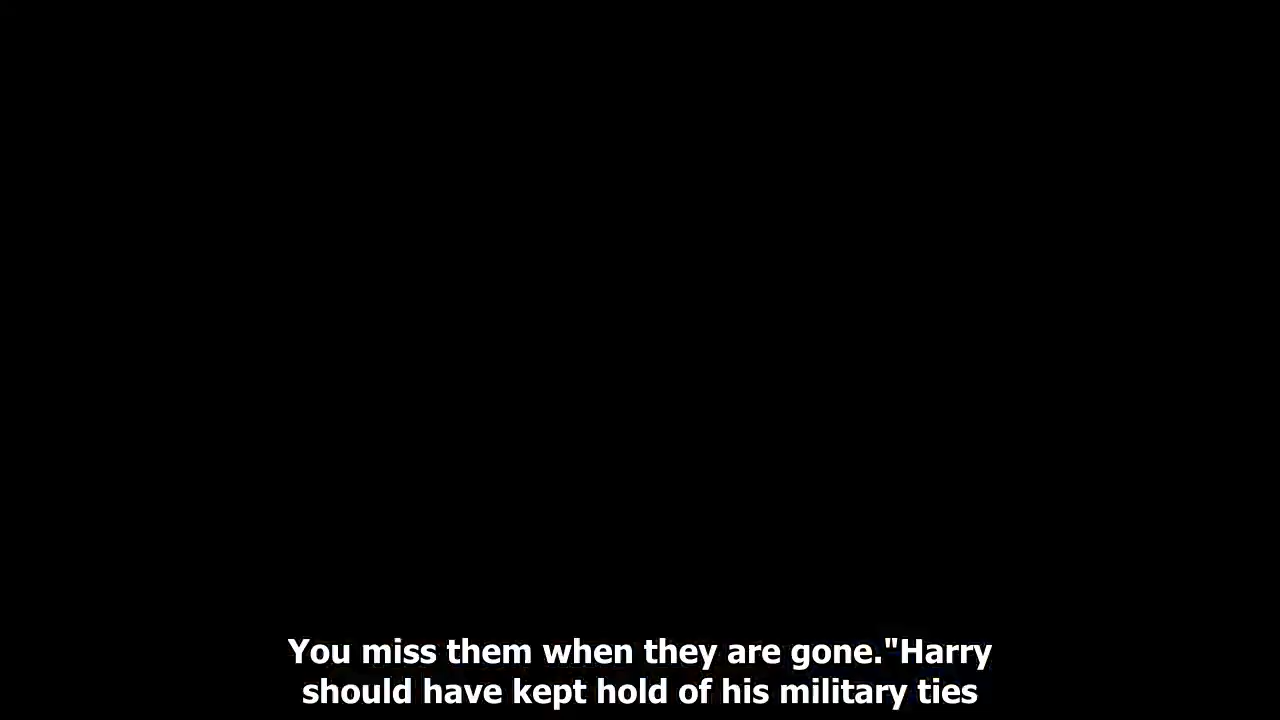 You miss them when they are gone."Harry
should have kept hold of his military ties